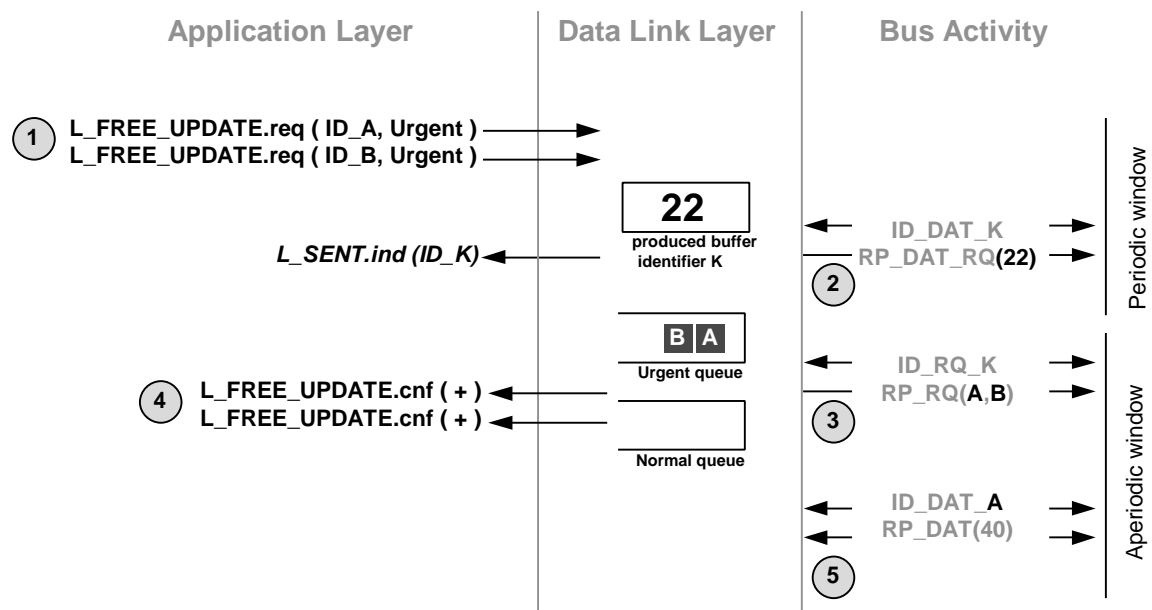 Application Layer
Data Link Layer
Bus Activity
1
L_FREE_UPDATE.req ( ID_A, Urgent )
L_FREE_UPDATE.req ( ID_B, Urgent )
22
produced buffer
identifier K
L_SENT.ind (ID_K)
ID_DAT_K
RP_DAT_RQ(22)
2
Periodic window
B A
Urgent queue
ID_RQ_K
RP_RQ(A,B)
3
4
L_FREE_UPDATE.cnf ( + )
L_FREE_UPDATE.cnf ( + )
Normal queue
ID_DAT_A
RP_DAT(40)
5
Aperiodic window